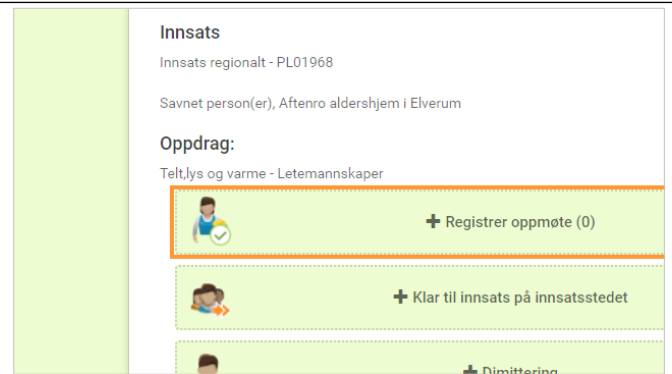 Innsats
Innsats regionalt - PL01968
Savnet person(er), Aftenro aldershjem i Elverum
Oppdrag:
Telt,lys og varme - Letemannskaper
+ Registrer oppmøte (0)
+ Klar til innsats på innsatsstedet
+ Dimittering